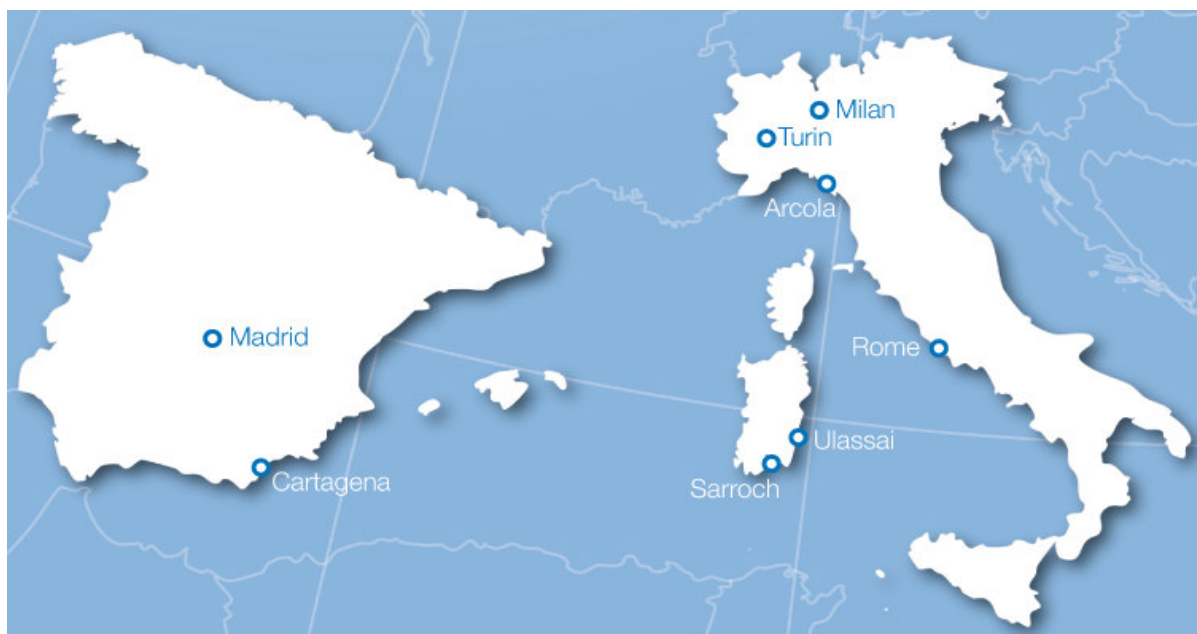 Milan
Turin
Arcola
Madrid
Rome
Ulassai
Cartagena
Sarroch